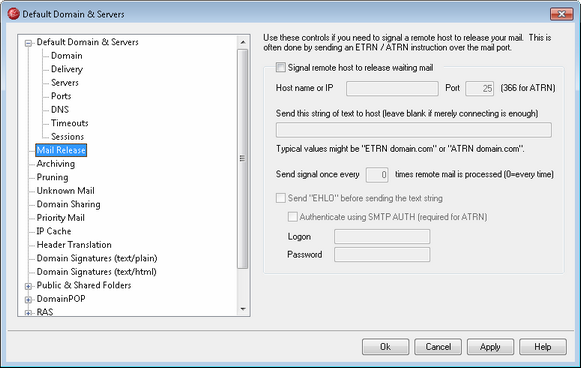 Default Domain & Servers
Default Domain & Servers
Domain
Delivery
Servers
Ports
DNS
Timeouts
Sessions
Mail Release
Archiving
Pruning
Unknown Mail
Domain Sharing
Priority Mail
IP Cache
Header Translation
Domain Signatures (text/plain)
Domain Signatures (text/html)
Public & Shared Folders
DomainPOP
RAS
Use these controls if you need to signal a remote host to release your mail. This is
often done by sending an ETRN / ATRN instruction over the mail port.
Signal remote host to release waiting mail
Host name or IP Port 25 (366 for ATRN)
Send this string of text to host (leave blank if merely connecting is enough)
Typical values might be "ETRN domain.com" or "ATRN domain.com".
Send signal once every 0 times remote mail is processed (0=every time)
Send "EHLO" before sending the text string
Authenticate using SMTP AUTH (required for ATRN)
Logon
Password
Ok Cancel Apply Help